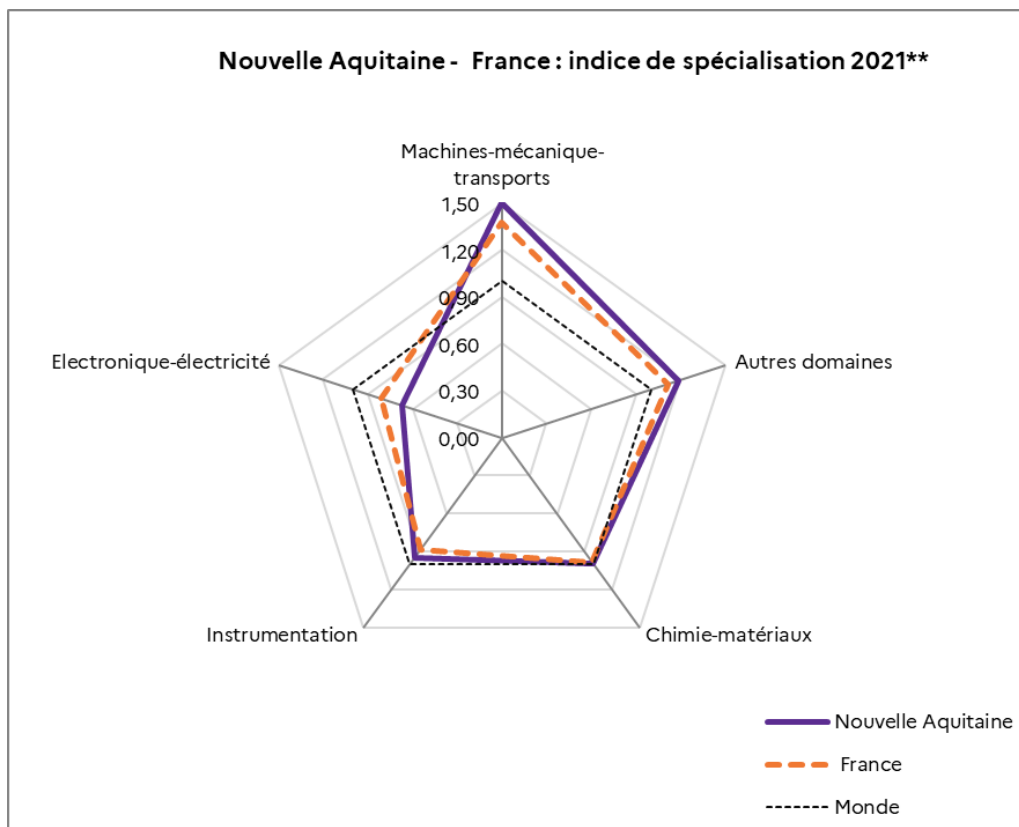 Nouvelle Aquitaine - France : indice de spécialisation 2021**
Machines-mécanique-
transports
1,50
1,20
0,90
0,60
0,30
0,00
Electronique-électricité
Autres domaines
Instrumentation
Chimie-matériaux
Nouvelle Aquitaine
France
Monde